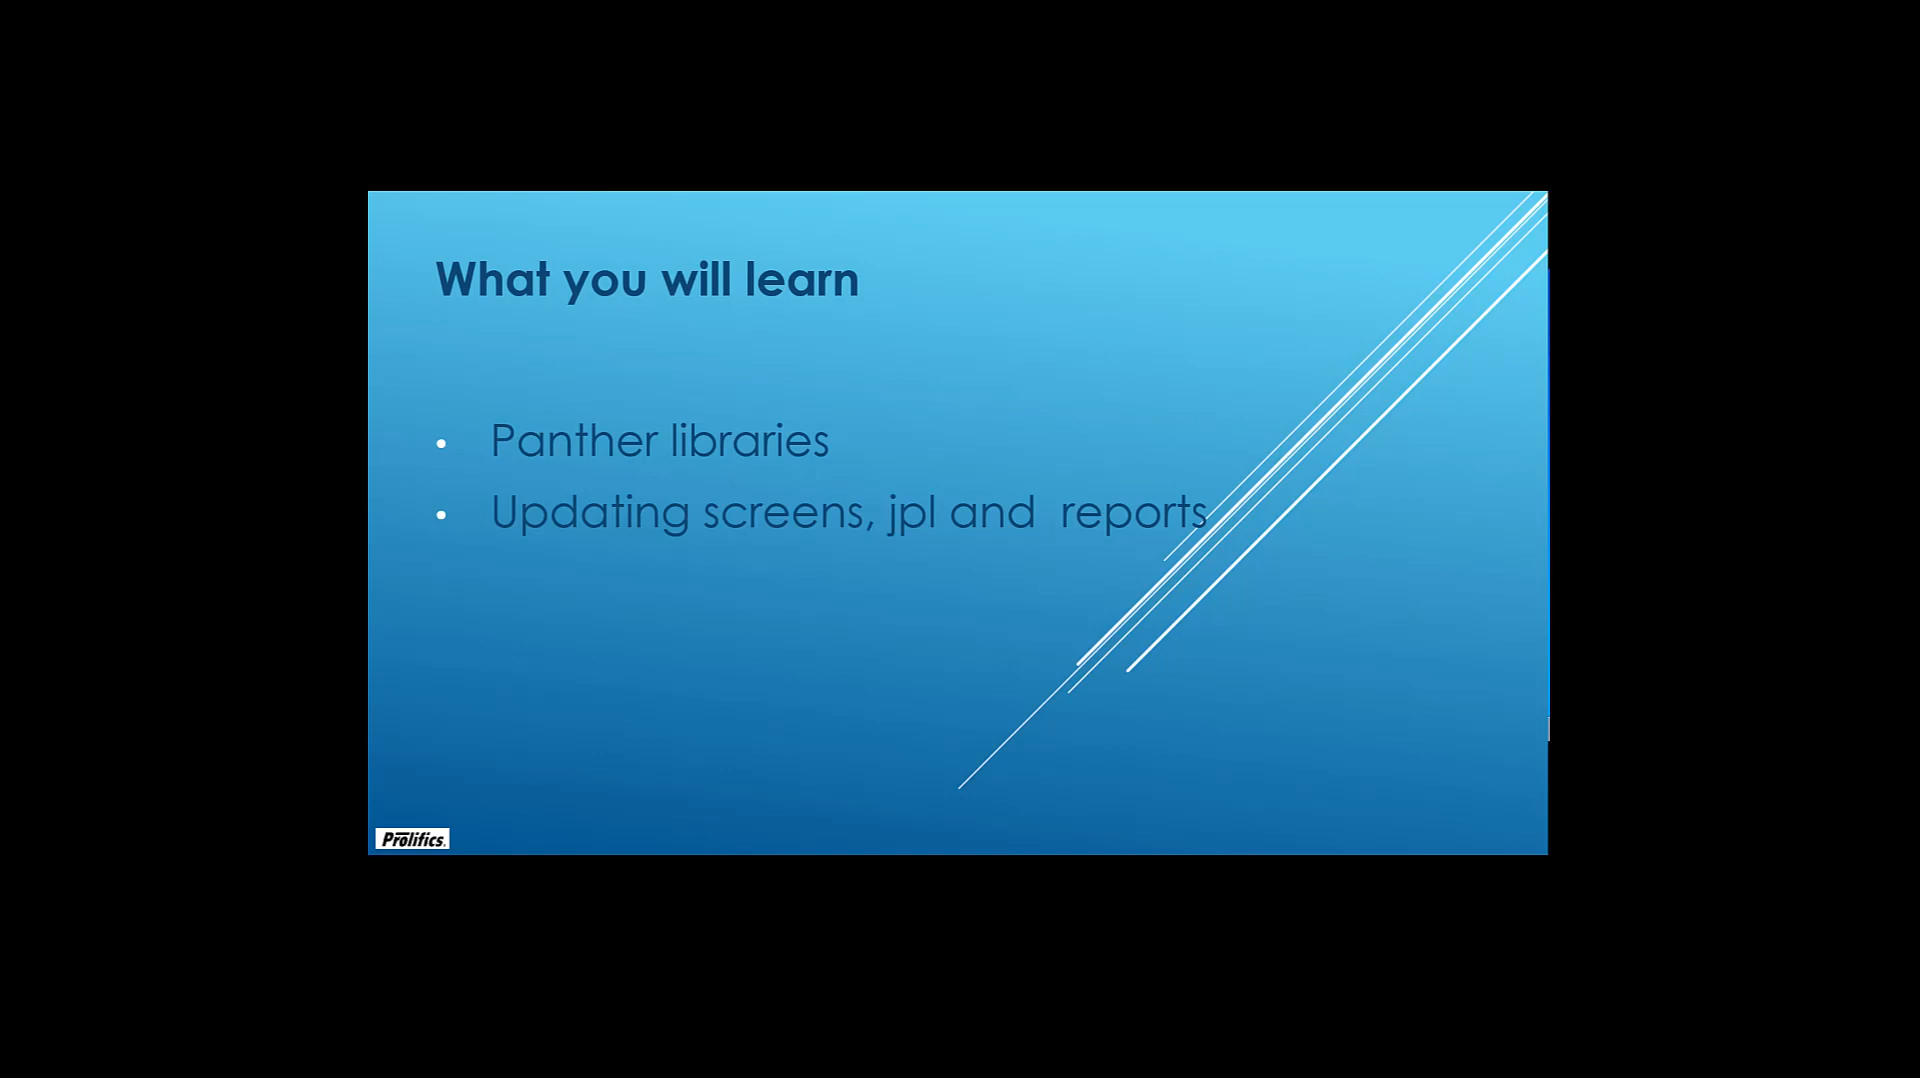 What you will learn
• Panther libraries
• Updating screens, jpl and  reports
Prolifics.